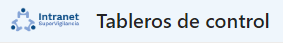 Intranet
SuperVigilancia
Tableros de control